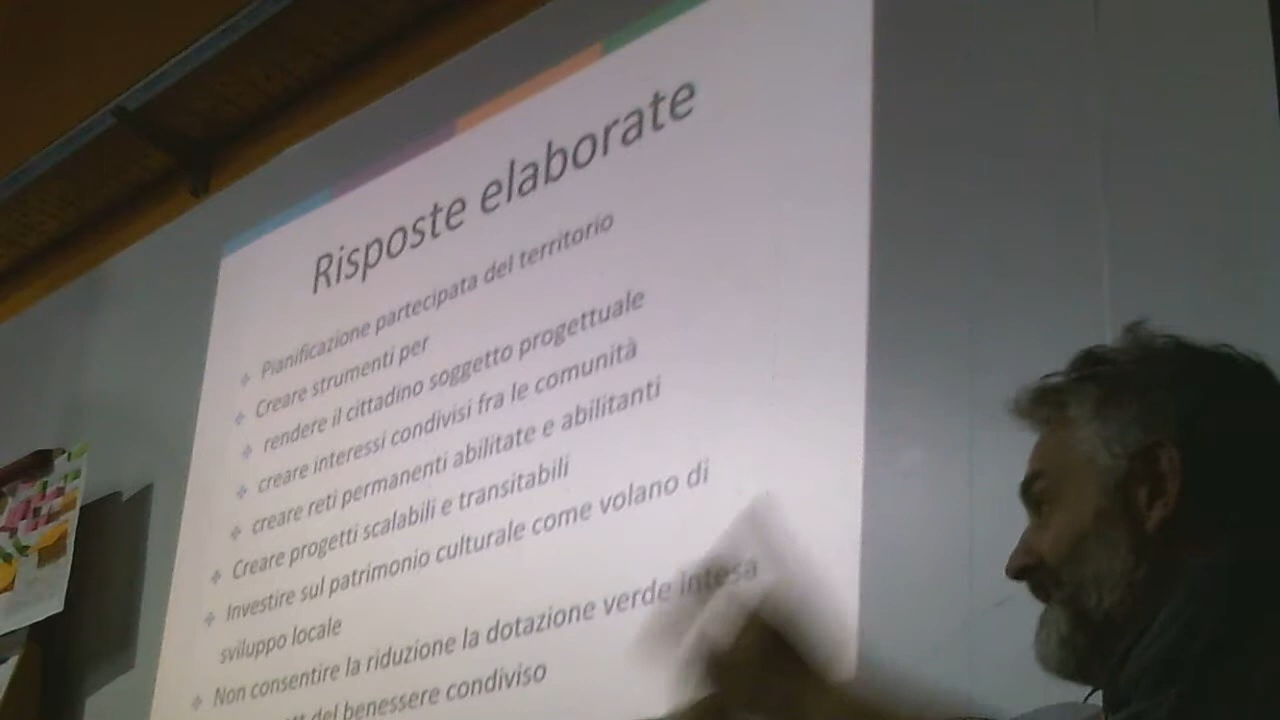 Risposte elaborate
Pianificazione partecipata del territorio
Creare strumenti per
rendere il cittadino soggetto progettuale
creare interessi condivisi fra le comunità
creare reti permanenti abilitate e abilitanti
Creare progetti scalabili e transitabili
Investire sul patrimonio culturale come volano di
sviluppo locale
Non consentire la riduzione la dotazione verde intesa
del benessere condiviso